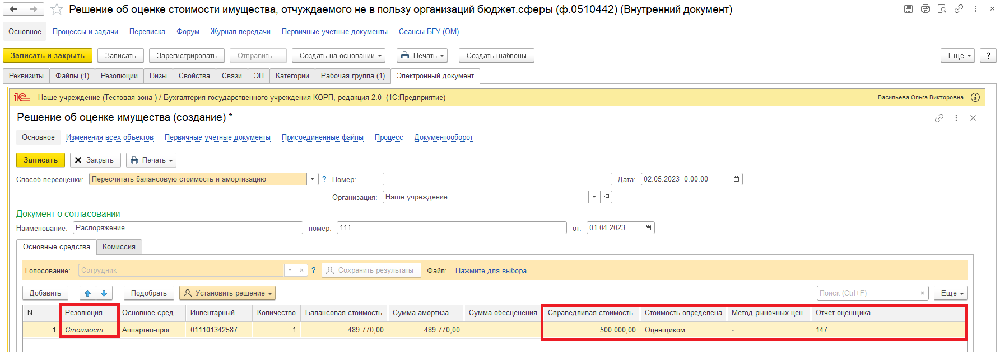 Решение об оценке стоимости имущества, отчуждаемого не в пользу организаций бюджет.сферы (ф.0510442) (Внутренний документ)
Основное Процессы и задачи Переписка Форум Журнал передачи Первичные учетные документы Сеансы БГУ (ОМ)
Записать и закрыть Записать Зарегистрировать Отправить... Создать на основании Печать Создать шаблоны Еще ?
Реквизиты Файлы (1) Резолюции Визы Свойства Связи ЭП Категории Рабочая группа (1) Электронный документ
1С Наше учреждение (Тестовая зона ) / Бухгалтерия государственного учреждения КОРП, редакция 2.0 (1С:Предприятие) Васильева Ольга Викторовна i
Решение об оценке имущества (создание) *
Основное Изменения всех объектов Первичные учетные документы Присоединенные файлы Процесс Документооборот
Записать Закрыть Печать
Способ переоценки: Пересчитать балансовую стоимость и амортизацию ? Номер: Дата: 02.05.2023 0:00:00
Организация: Наше учреждение
Документ о согласовании
Наименование: Распоряжение ... номер: 111 от: 01.04.2023
Основные средства Комиссия
Голосование: Сотрудник × ? Сохранить результаты Файл: Нажмите для выбора
Добавить Подобрать Установить решение Поиск (Ctrl+F) × Еще
N Резолюция ... Основное сред... Инвентарный ... Количество Балансовая стоимость Сумма амортиза... Сумма обесценения Справедливая стоимость Стоимость определена Метод рыночных цен Отчет оценщика
1 Стоимост... Аппартно-прог... 011101342587 1 489 770,00 489 770,00 500 000,00 Оценщиком - 147